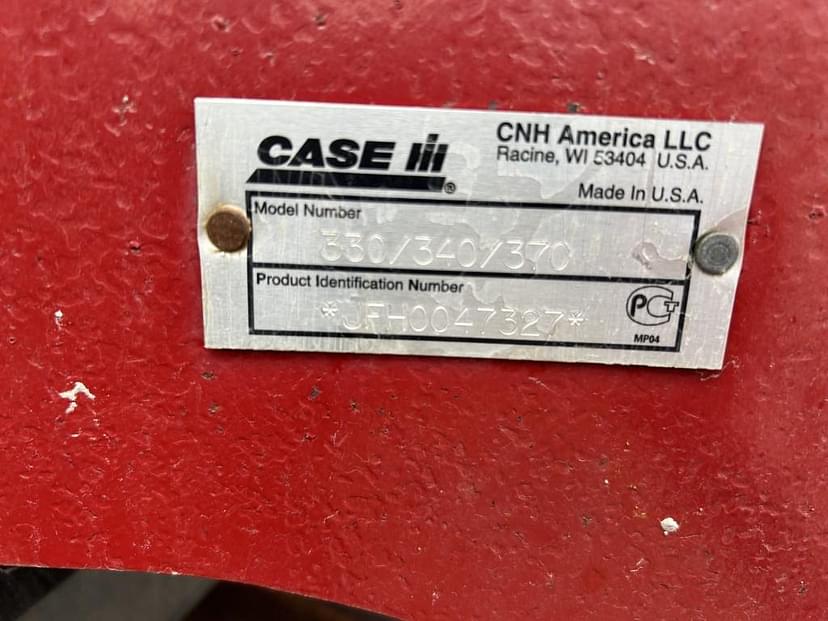 CASE IH®
CNH America LLC
Racine, WI 53404 U.S.A.
Made In U.S.A.
Model Number
330/340/370
Product Identification Number
*JFH0047327*
PCT
MP04